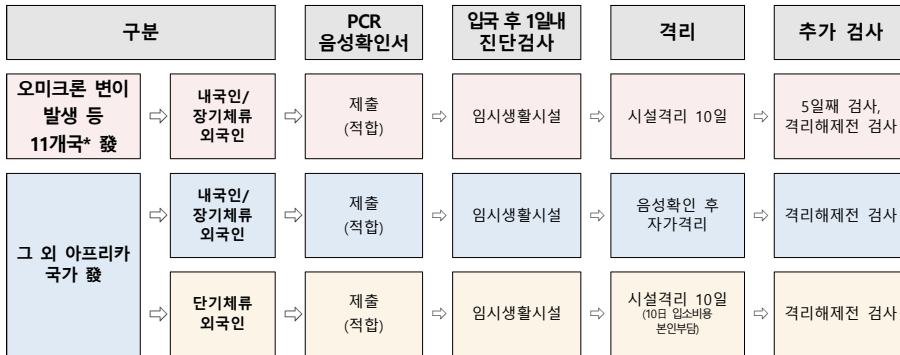 구분
PCR
음성확인서
입국 후 1일내
진단검사
격리
추가 검사
오미크론 변이
발생 등
11개국* 發
⇨
내국인/
장기체류
외국인
⇨
제출
(적합)
⇨
임시생활시설
⇨
시설격리 10일
⇨
5일째 검사,
격리해제전 검사
그 외 아프리카
국가 發
⇨
내국인/
장기체류
외국인
⇨
제출
(적합)
⇨
임시생활시설
⇨
음성확인 후
자가격리
⇨
격리해제전 검사
⇨
단기체류
외국인
⇨
제출
(적합)
⇨
임시생활시설
⇨
시설격리 10일
(10日 입소비용
본인부담)
⇨
격리해제전 검사